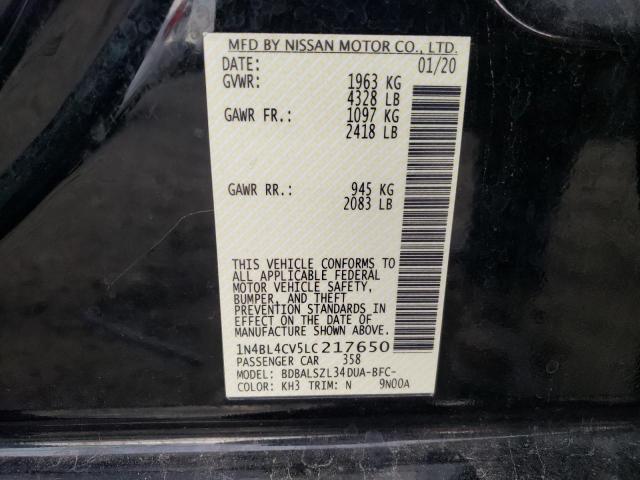 MFD BY NISSAN MOTOR CO., LTD.
DATE: 01/20
GVWR: 1963 KG
4328 LB
GAWR FR.: 1097 KG
2418 LB
GAWR RR.: 945 KG
2083 LB
THIS VEHICLE CONFORMS TO
ALL APPLICABLE FEDERAL
MOTOR VEHICLE SAFETY,
BUMPER, AND THEFT
PREVENTION STANDARDS IN
EFFECT ON THE DATE OF
MANUFACTURE SHOWN ABOVE.
1N4BL4CV5LC217650
PASSENGER CAR 358
MODEL: BDBALSZL34DUA-BFC-
COLOR: KH3 TRIM: N 9N00A